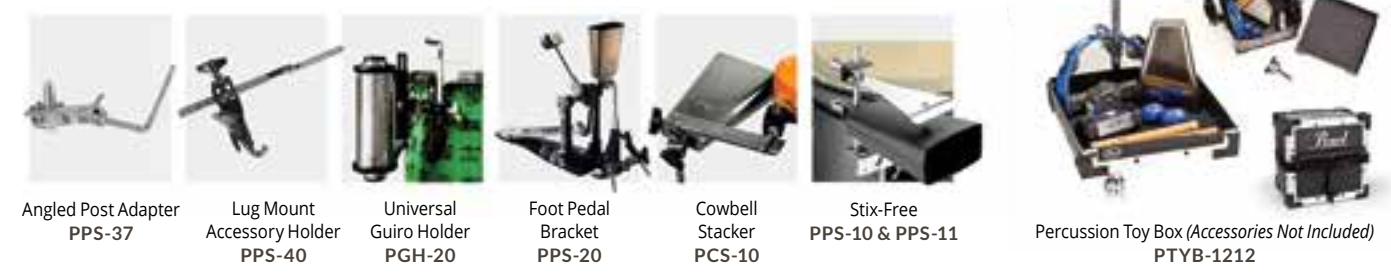 Pearl
Angled Post Adapter
PPS-37
Lug Mount
Accessory Holder
PPS-40
Universal
Guiro Holder
PGH-20
Foot Pedal
Bracket
PPS-20
Cowbell
Stacker
PCS-10
Stix-Free
PPS-10 & PPS-11
Percussion Toy Box (Accessories Not Included)
PTYB-1212